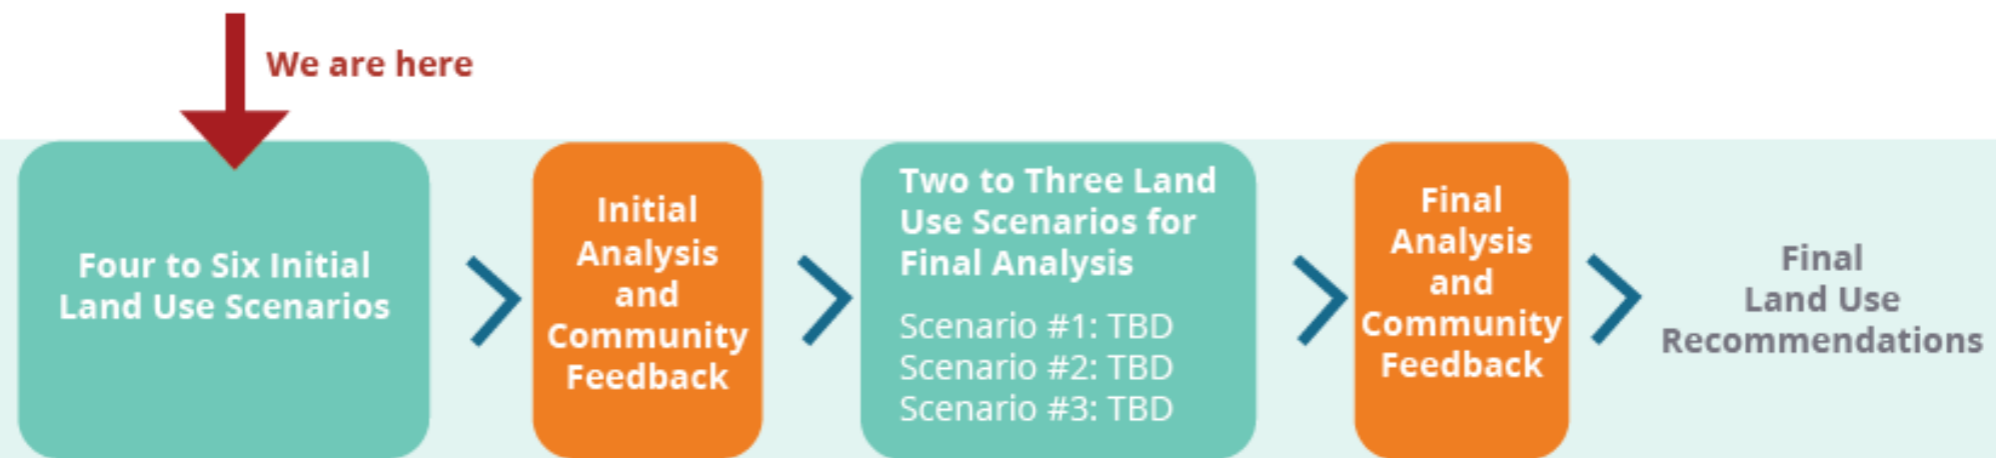 We are here
Four to Six Initial
Land Use Scenarios
Initial
Analysis
and
Community
Feedback
Two to Three Land
Use Scenarios for
Final Analysis
Scenario #1: TBD
Scenario #2: TBD
Scenario #3: TBD
Final
Analysis
and
Community
Feedback
Final
Land Use
Recommendations